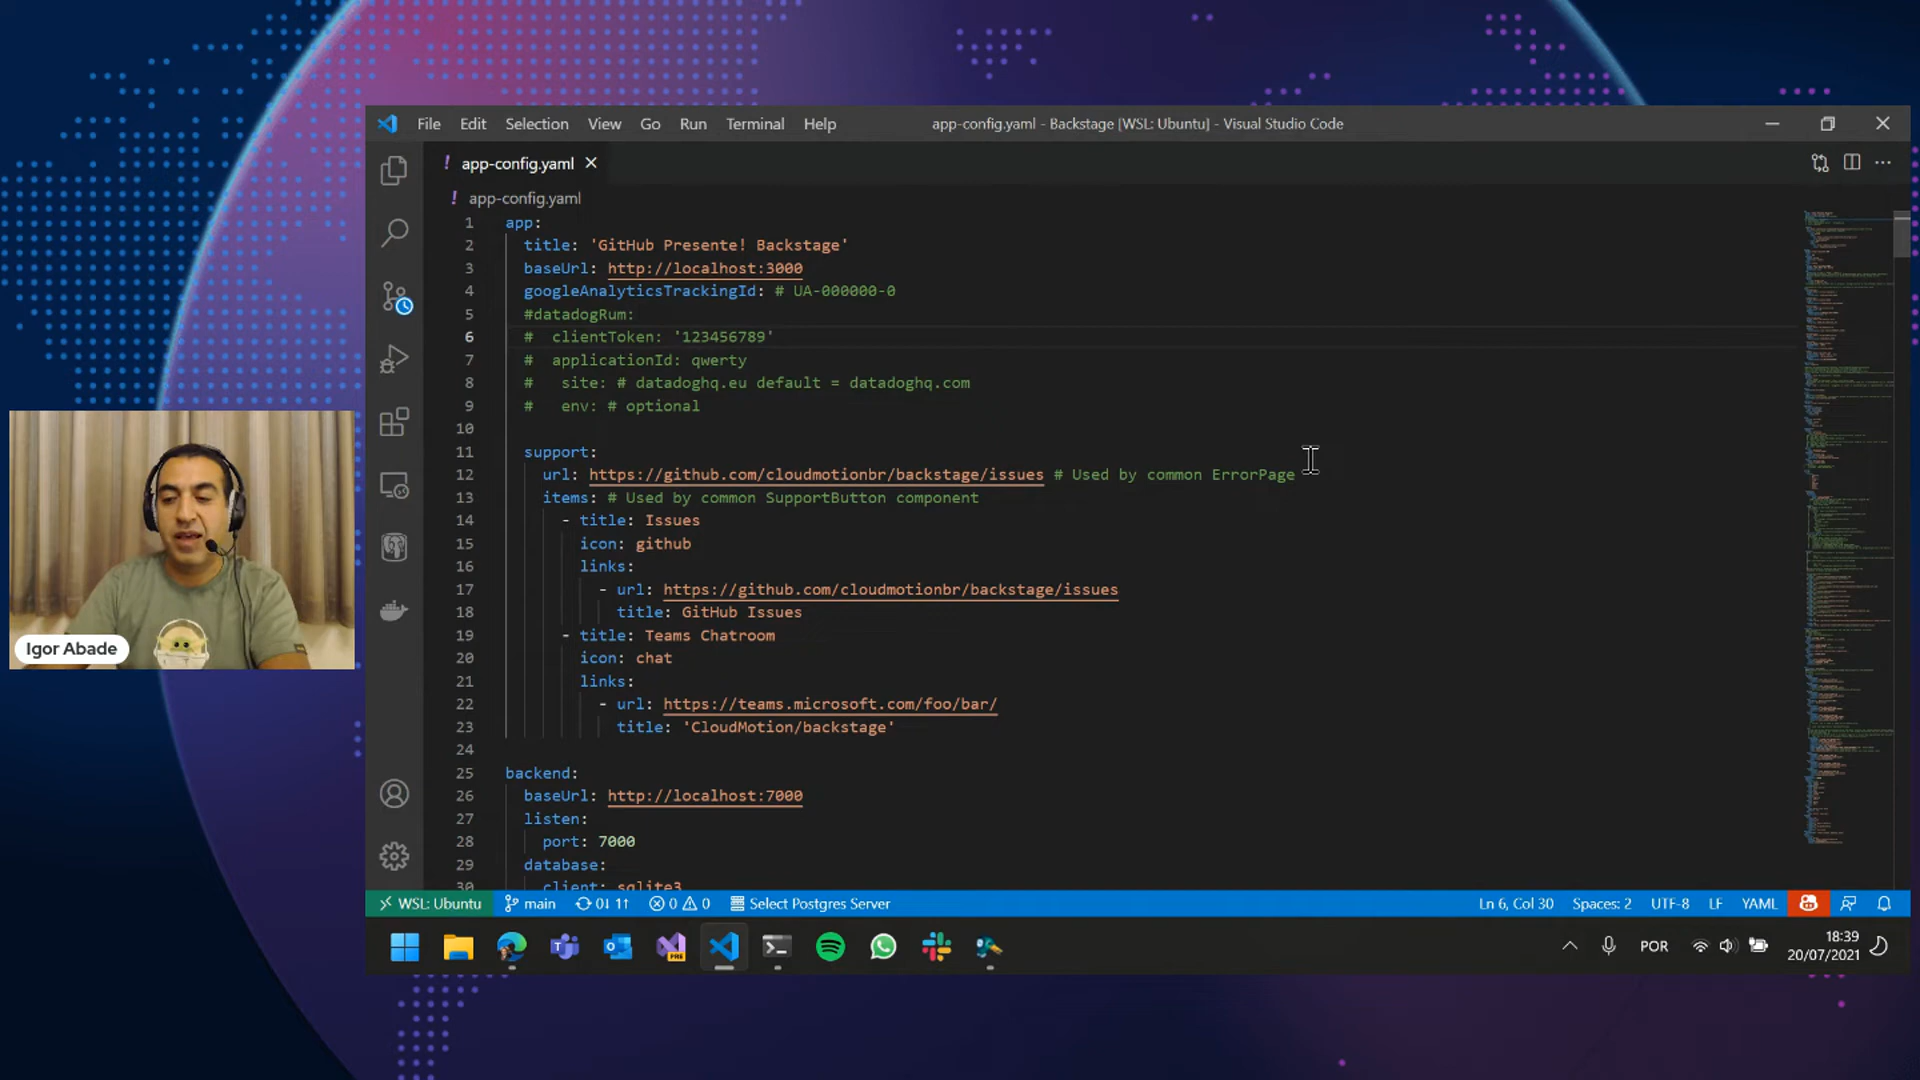 File Edit Selection View Go Run Terminal Help
app-config.yaml - Backstage [WSL: Ubuntu] - Visual Studio Code
! app-config.yaml
! app-config.yaml
1 app:
2 title: 'GitHub Presente! Backstage'
3 baseUrl: http://localhost:3000
4 googleAnalyticsTrackingId: # UA-000000-0
5 #datadogRum:
6 # clientToken: '123456789'
7 # applicationId: qwerty
8 # site: # datadoghq.eu default = datadoghq.com
9 # env: # optional
10
11 support:
12 url: https://github.com/cloudmotionbr/backstage/issues # Used by common ErrorPage
13 items: # Used by common SupportButton component
14 - title: Issues
15 icon: github
16 links:
17 - url: https://github.com/cloudmotionbr/backstage/issues
18 title: GitHub Issues
19 - title: Teams Chatroom
20 icon: chat
21 links:
22 - url: https://teams.microsoft.com/foo/bar/
23 title: 'CloudMotion/backstage'
24
25 backend:
26 baseUrl: http://localhost:7000
27 listen:
28 port: 7000
29 database:
30 client: sqlite3
Igor Abade
WSL: Ubuntu main 0↓ 1↑ 0 0 Select Postgres Server Ln 6, Col 30 Spaces: 2 UTF-8 LF YAML
PRE
POR
18:39
20/07/2021